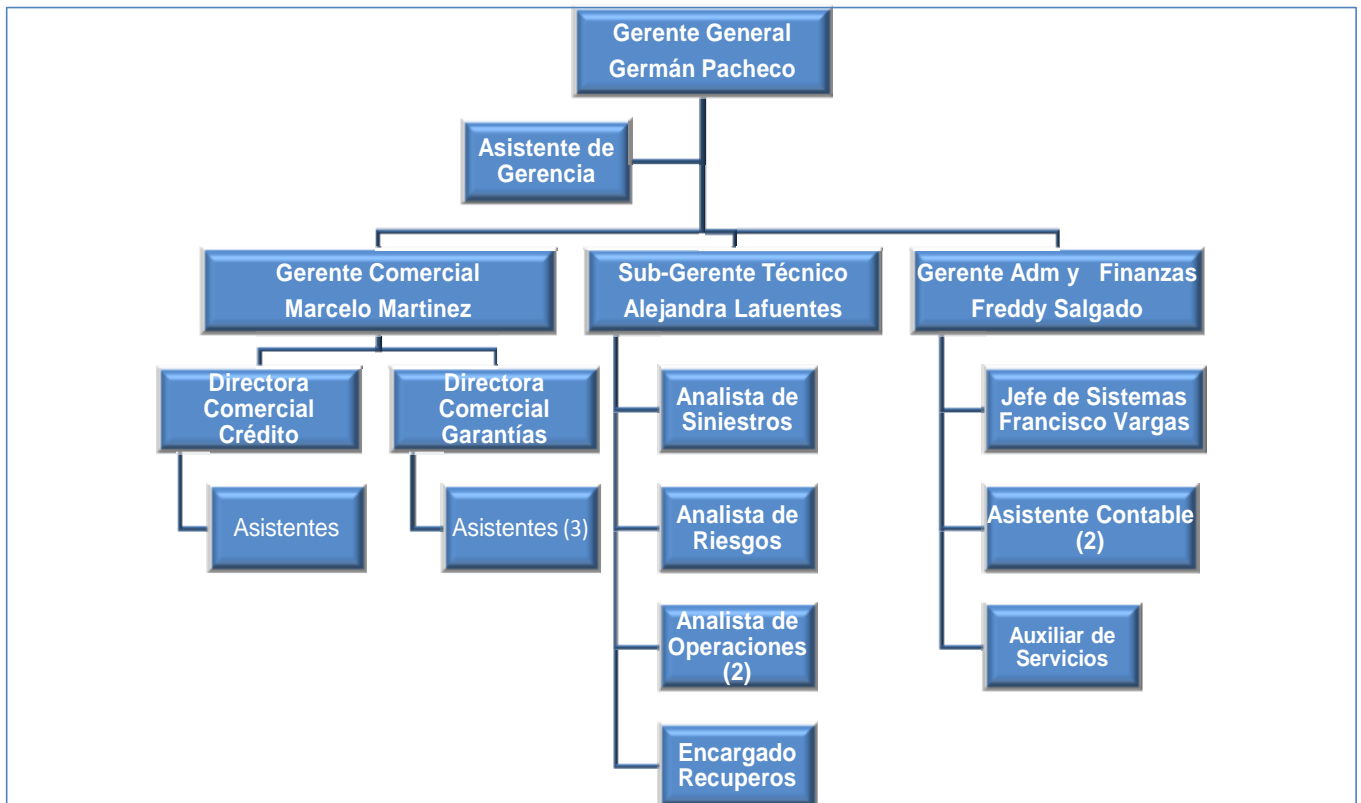 Gerente General
Germán Pacheco
Asistente de
Gerencia
Gerente Comercial
Marcelo Martinez
Sub-Gerente Técnico
Alejandra Lafuentes
Gerente Adm y Finanzas
Freddy Salgado
Directora
Comercial
Crédito
Directora
Comercial
Garantías
Analista de
Siniestros
Jefe de Sistemas
Francisco Vargas
Asistentes
Asistentes (3)
Analista de
Riesgos
Asistente Contable
(2)
Analista de
Operaciones
(2)
Auxiliar de
Servicios
Encargado
Recuperos